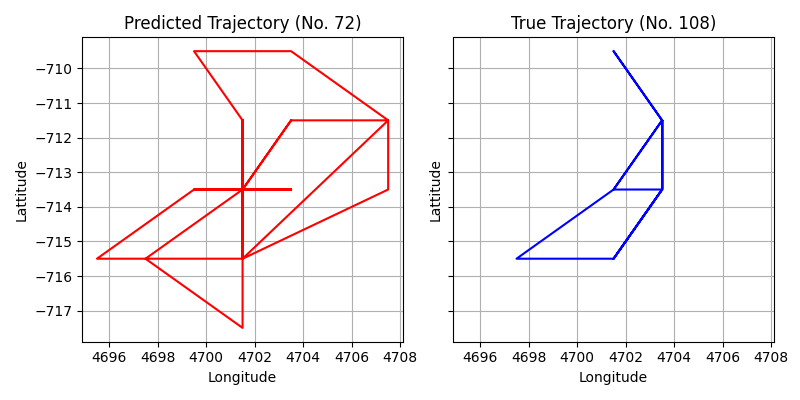 Predicted Trajectory (No. 72)
True Trajectory (No. 108)
Lattitude
−710
−711
−712
−713
−714
−715
−716
−717
4696 4698 4700 4702 4704 4706 4708
Longitude
Lattitude
4696 4698 4700 4702 4704 4706 4708
Longitude